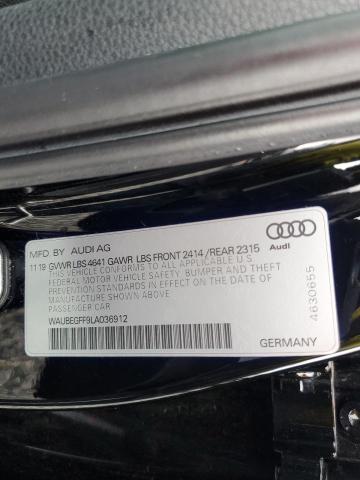 MFD. BY AUDI AG
11 19 GVWR LBS 4641 GAWR LBS FRONT 2414 / REAR 2315
THIS VEHICLE CONFORMS TO ALL APPLICABLE U.S.
FEDERAL MOTOR VEHICLE SAFETY, BUMPER AND THEFT
PREVENTION STANDARDS IN EFFECT ON THE DATE OF
MANUFACTURE SHOWN ABOVE.
PASSENGER CAR
WAUBEGFF9LA036912
Audi
4630655
GERMANY